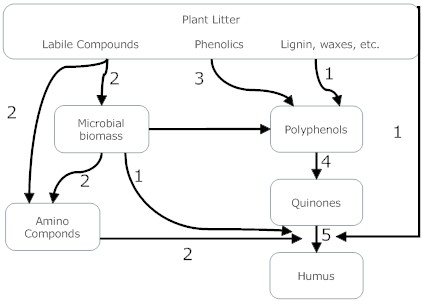 Plant Litter
Labile Compounds Phenolics Lignin, waxes, etc.
2 3 1
2
Microbial
biomass
Polyphenols
1
2 1 4
Quinones
Amino
Componds
5
2
Humus